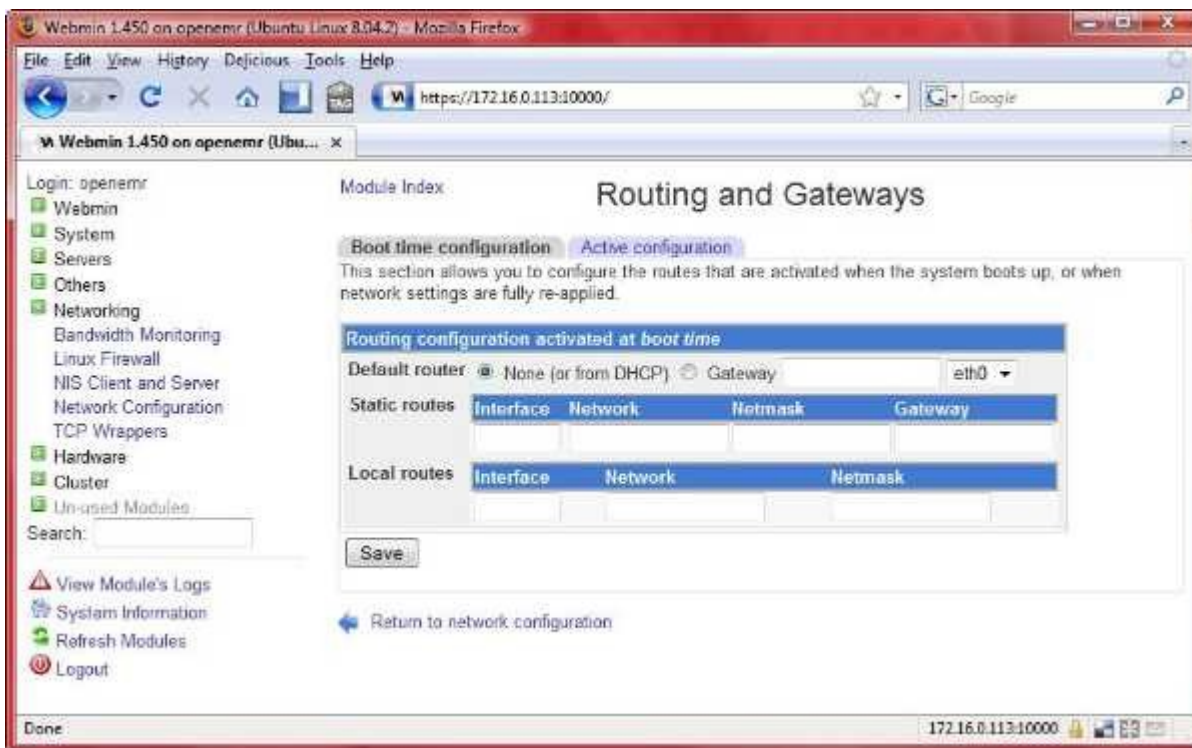 Webmin 1.450 on openemr (Ubuntu Linux 8.04.2) - Mozilla Firefox
File Edit View History Delicious Tools Help
https://172.16.0.113:10000/
Google
Webmin 1.450 on openemr (Ubu...
Login: openemr
Webmin
System
Servers
Others
Networking
Bandwidth Monitoring
Linux Firewall
NIS Client and Server
Network Configuration
TCP Wrappers
Hardware
Cluster
Un-used Modules
Search:
View Module's Logs
System Information
Refresh Modules
Logout
Module Index
Routing and Gateways
Boot time configuration Active configuration
This section allows you to configure the routes that are activated when the system boots up, or when
network settings are fully re-applied.
Routing configuration activated at boot time
Default router None (or from DHCP) Gateway eth0
Static routes Interface Network Netmask Gateway
Local routes Interface Network Netmask
Save
Return to network configuration
Done 172.16.0.113:10000